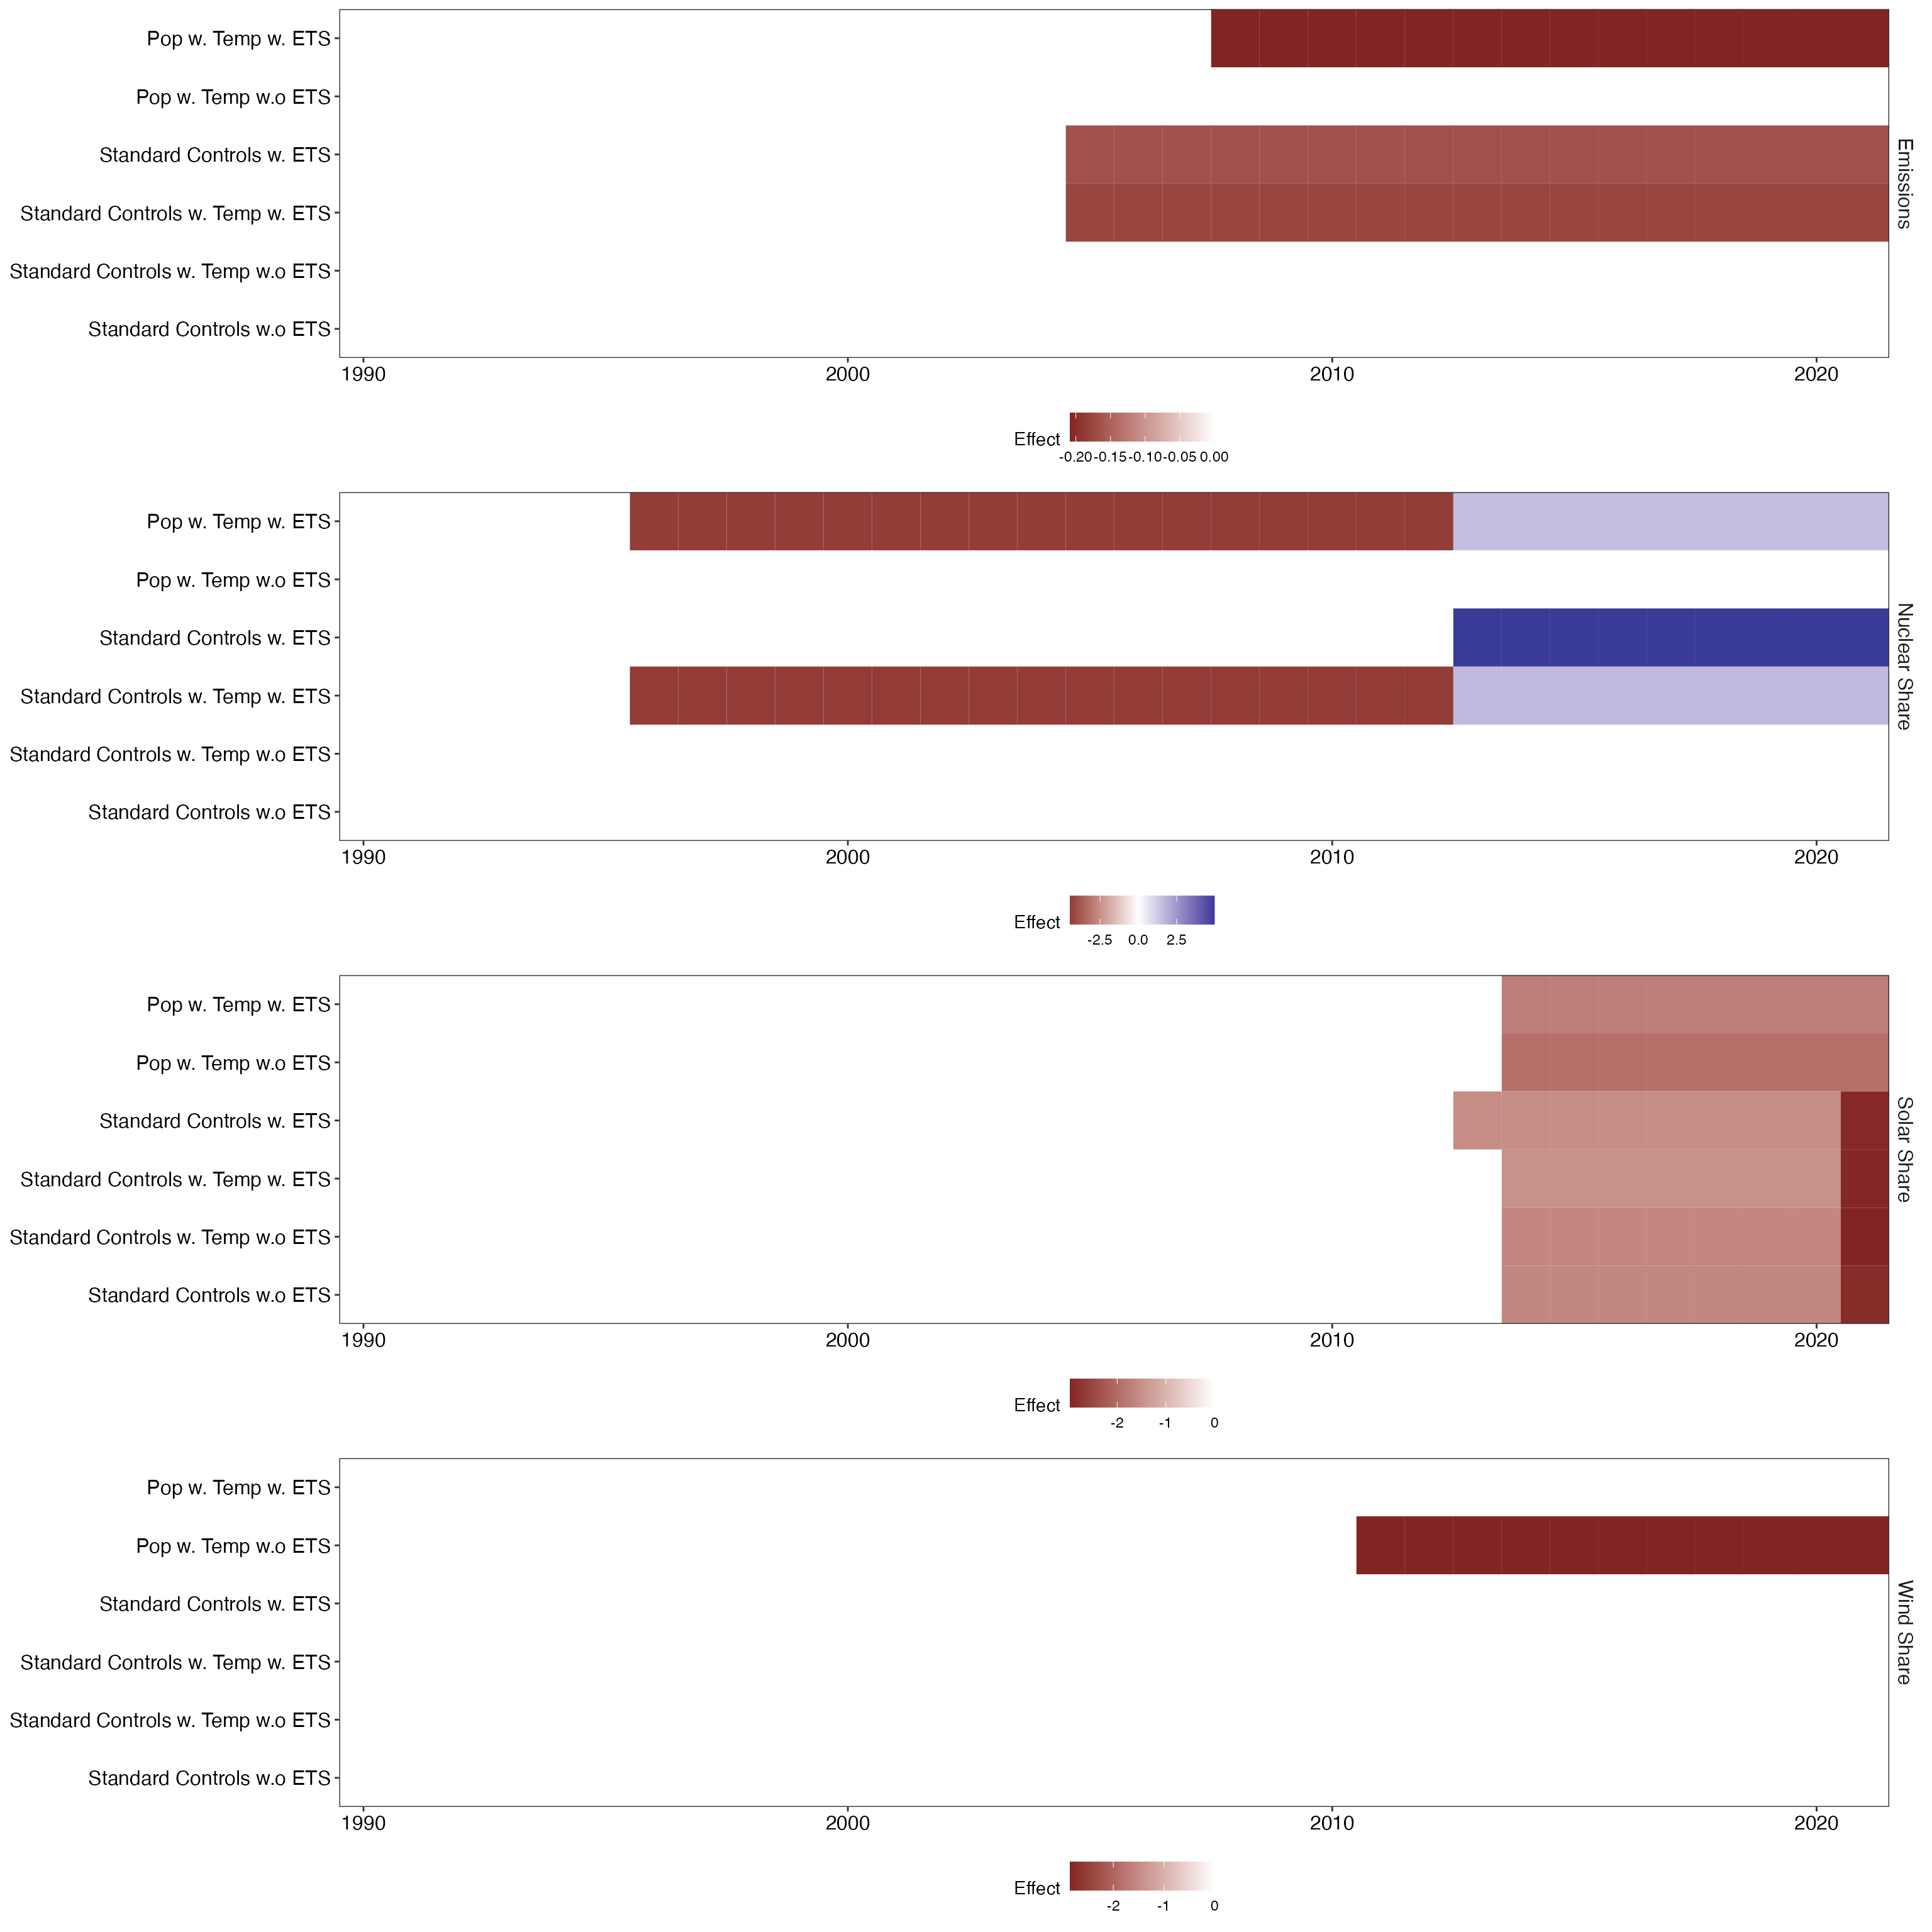 Pop w. Temp w. ETS
Pop w. Temp w.o ETS
Standard Controls w. ETS
Standard Controls w. Temp w. ETS
Standard Controls w. Temp w.o ETS
Standard Controls w.o ETS
Emissions
1990 2000 2010 2020
Effect
-0.20 -0.15 -0.10 -0.05 0.00
Pop w. Temp w. ETS
Pop w. Temp w.o ETS
Standard Controls w. ETS
Standard Controls w. Temp w. ETS
Standard Controls w. Temp w.o ETS
Standard Controls w.o ETS
Nuclear Share
1990 2000 2010 2020
Effect
-2.5 0.0 2.5
Pop w. Temp w. ETS
Pop w. Temp w.o ETS
Standard Controls w. ETS
Standard Controls w. Temp w. ETS
Standard Controls w. Temp w.o ETS
Standard Controls w.o ETS
Solar Share
1990 2000 2010 2020
Effect
-2 -1 0
Pop w. Temp w. ETS
Pop w. Temp w.o ETS
Standard Controls w. ETS
Standard Controls w. Temp w. ETS
Standard Controls w. Temp w.o ETS
Standard Controls w.o ETS
Wind Share
1990 2000 2010 2020
Effect
-2 -1 0